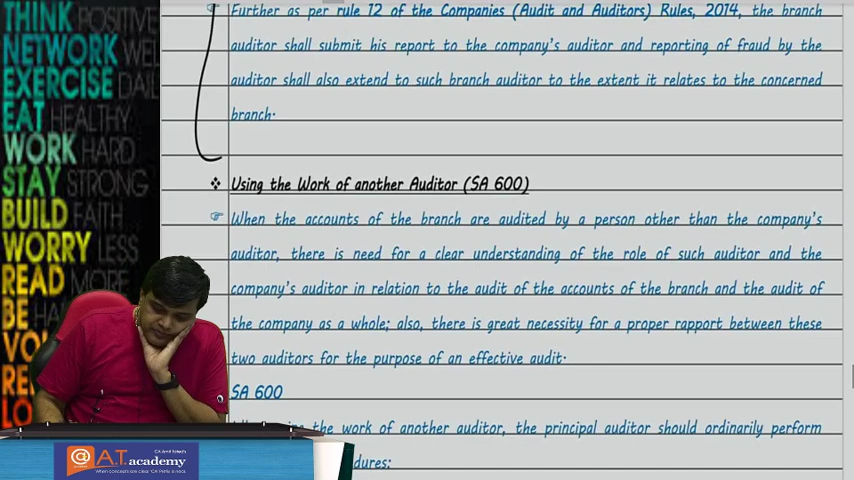 THINK POSITIVE
NETWORK WELL
EXERCISE DAILY
EAT HEALTHY
WORK HARD
STAY STRONG
BUILD FAITH
WORRY LESS
READ MORE
BE
Further as per rule 12 of the Companies (Audit and Auditors) Rules, 2014, the branch
auditor shall submit his report to the company's auditor and reporting of fraud by the
auditor shall also extend to such branch auditor to the extent it relates to the concerned
branch.
❖ Using the Work of another Auditor (SA 600)
When the accounts of the branch are audited by a person other than the company's
auditor, there is need for a clear understanding of the role of such auditor and the
company's auditor in relation to the audit of the accounts of the branch and the audit of
the company as a whole; also, there is great necessity for a proper rapport between these
two auditors for the purpose of an effective audit.
SA 600
the work of another auditor, the principal auditor should ordinarily perform
dures:
@ A.T. academy